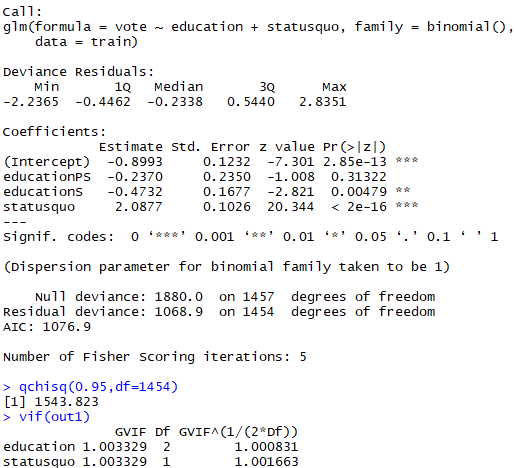 Call:
glm(formula = vote ~ education + statusquo, family = binomial(),
    data = train)

Deviance Residuals:
    Min       1Q   Median       3Q      Max
-2.2365  -0.4462  -0.2338   0.5440   2.8351

Coefficients:
            Estimate Std. Error z value Pr(>|z|)
(Intercept)  -0.8993     0.1232  -7.301 2.85e-13 ***
educationPS  -0.2370     0.2350  -1.008  0.31322
educationS   -0.4732     0.1677  -2.821  0.00479 **
statusquo     2.0877     0.1026  20.344  < 2e-16 ***
---
Signif. codes:  0 ‘***’ 0.001 ‘**’ 0.01 ‘*’ 0.05 ‘.’ 0.1 ‘ ’ 1

(Dispersion parameter for binomial family taken to be 1)

    Null deviance: 1880.0  on 1457  degrees of freedom
Residual deviance: 1068.9  on 1454  degrees of freedom
AIC: 1076.9

Number of Fisher Scoring iterations: 5

> qchisq(0.95,df=1454)
[1] 1543.823
> vif(out1)
              GVIF Df GVIF^(1/(2*Df))
education 1.003329  2        1.000831
statusquo 1.003329  1        1.001663